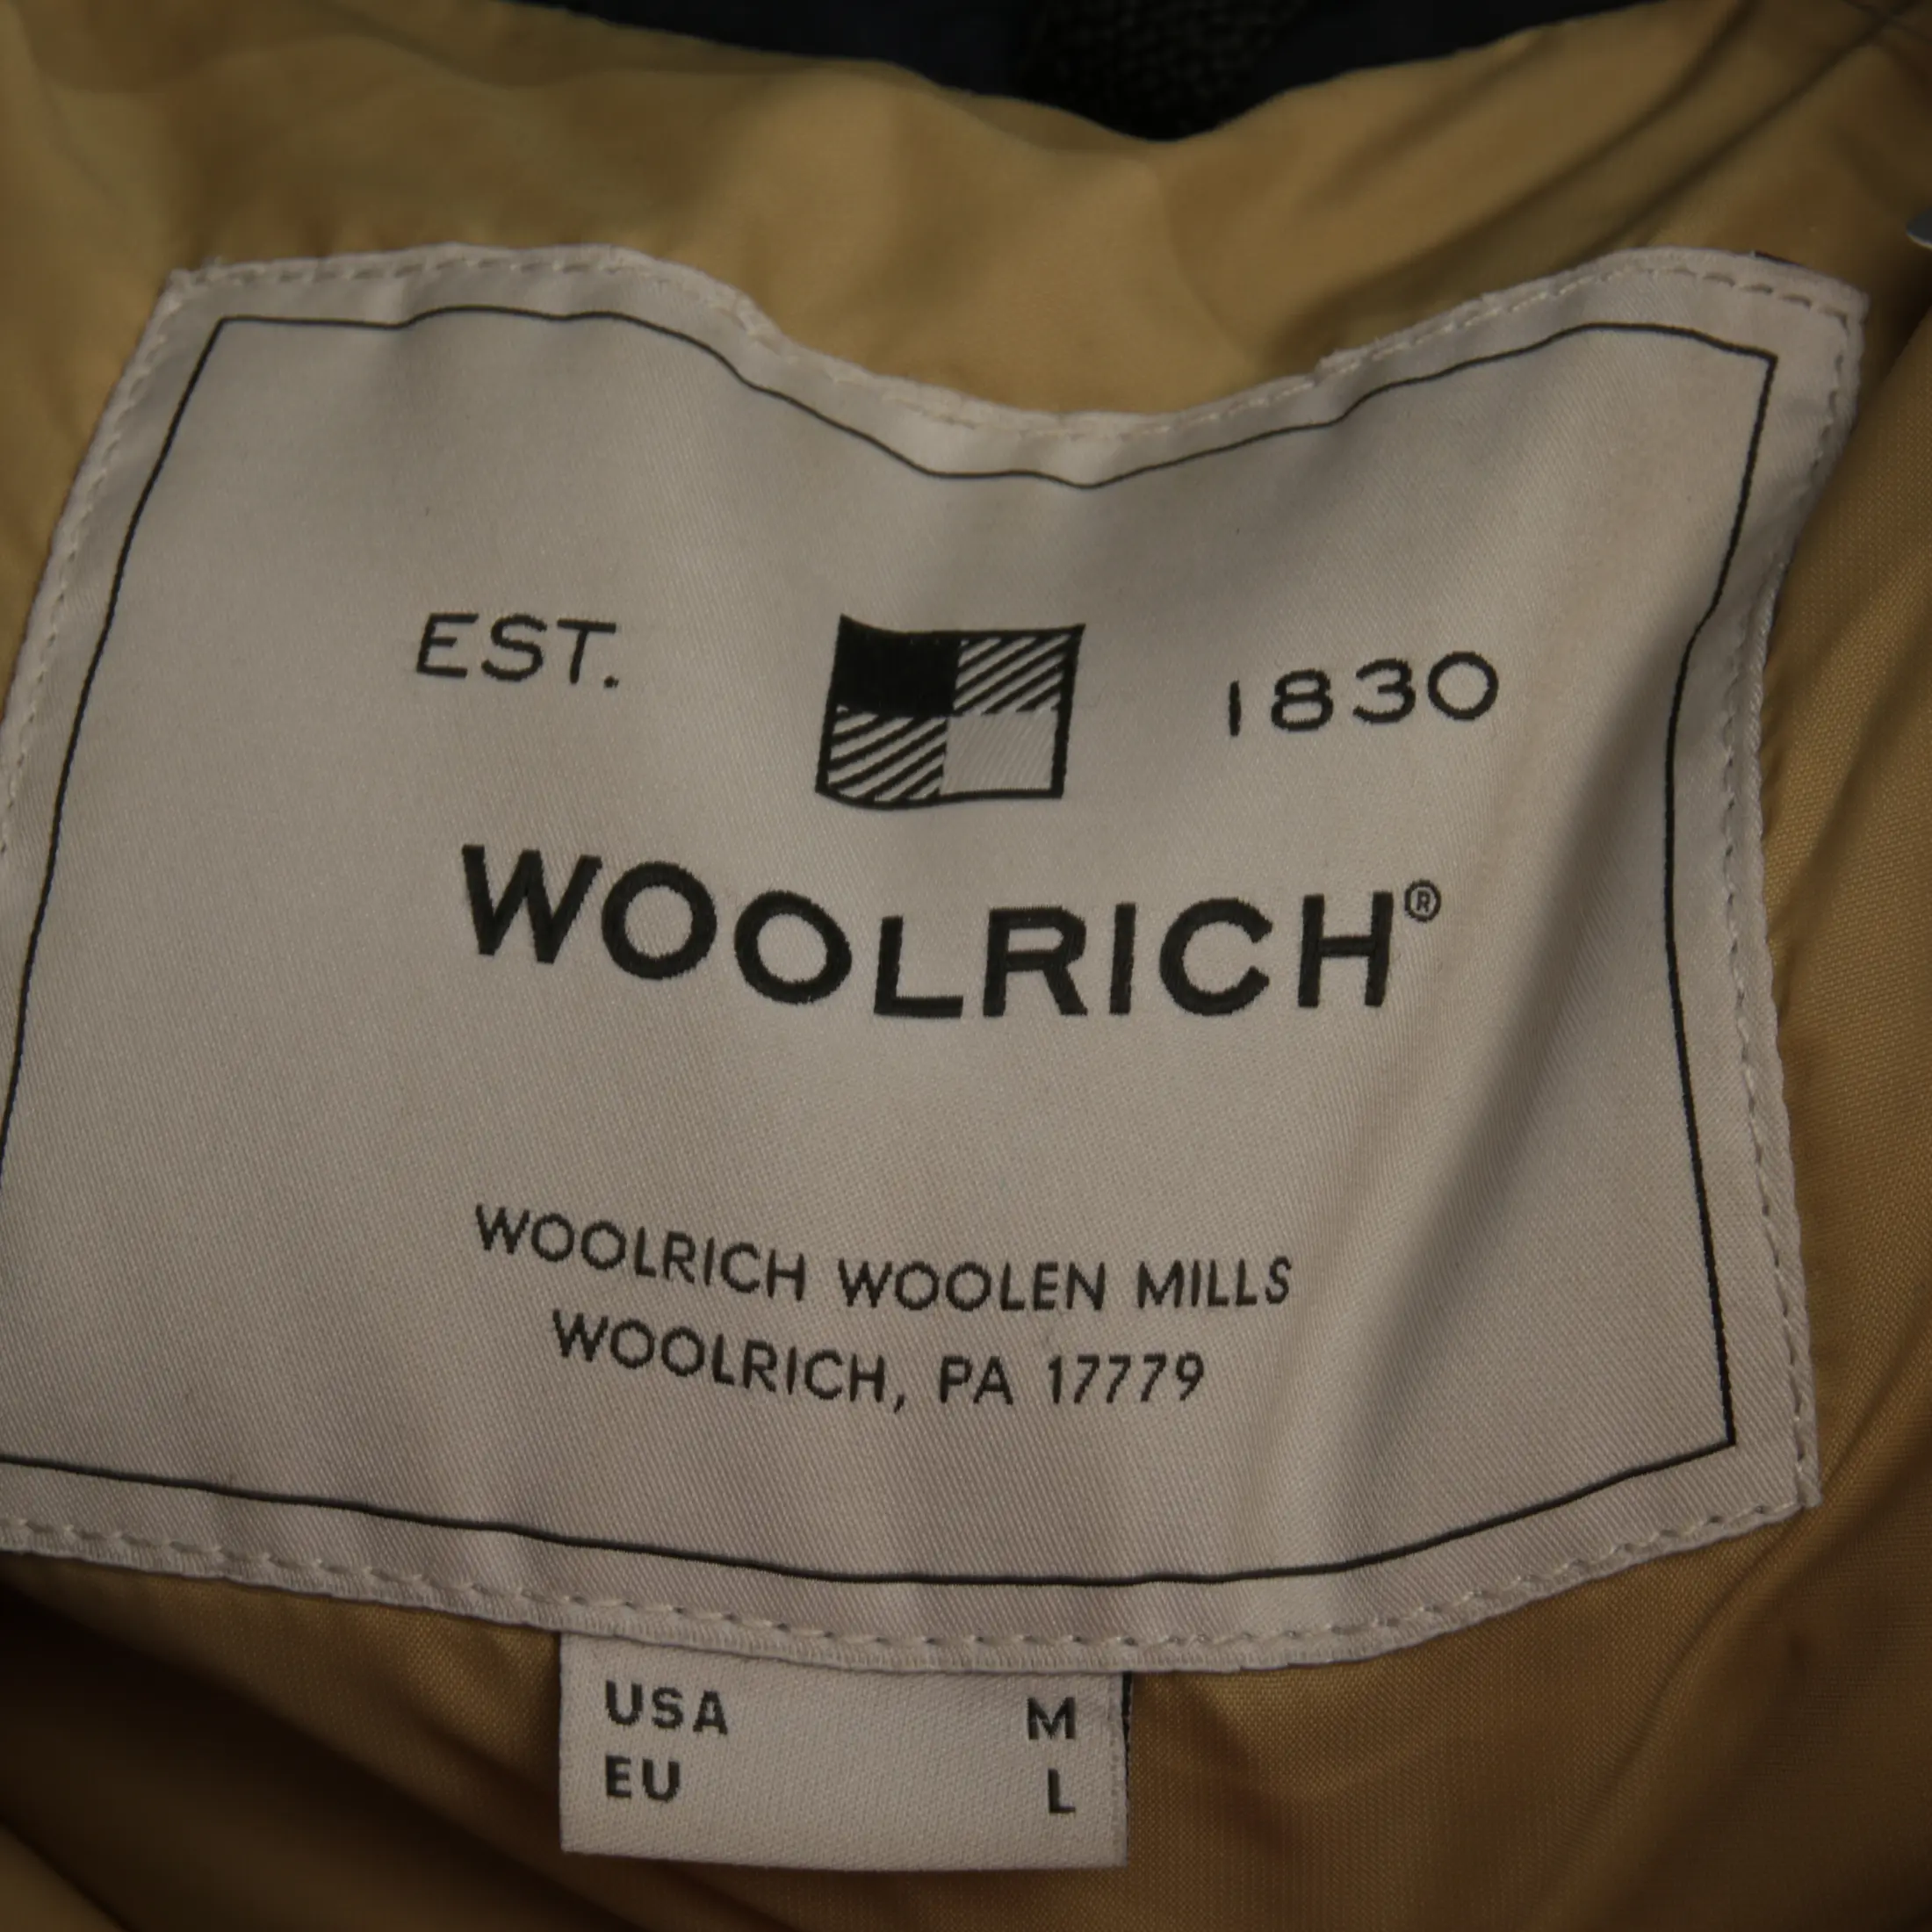 EST. 1830
WOOLRICH®
WOOLRICH WOOLEN MILLS
WOOLRICH, PA 17779
USA M
EU L